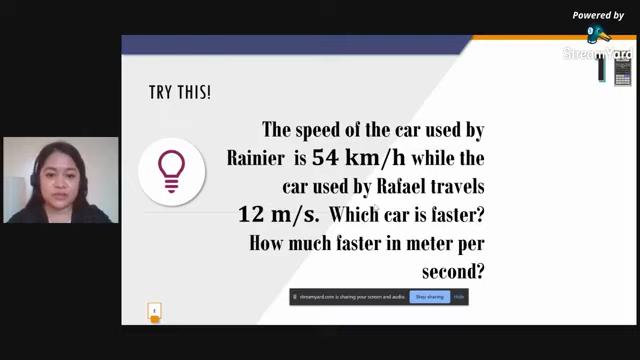 Powered by
StreamYard
TRY THIS!
The speed of the car used by
Rainier is 54 km/h while the
car used by Rafael travels
12 m/s. Which car is faster?
How much faster in meter per
second?
streamyard.com is sharing your screen and audio.
Stop sharing
Hide